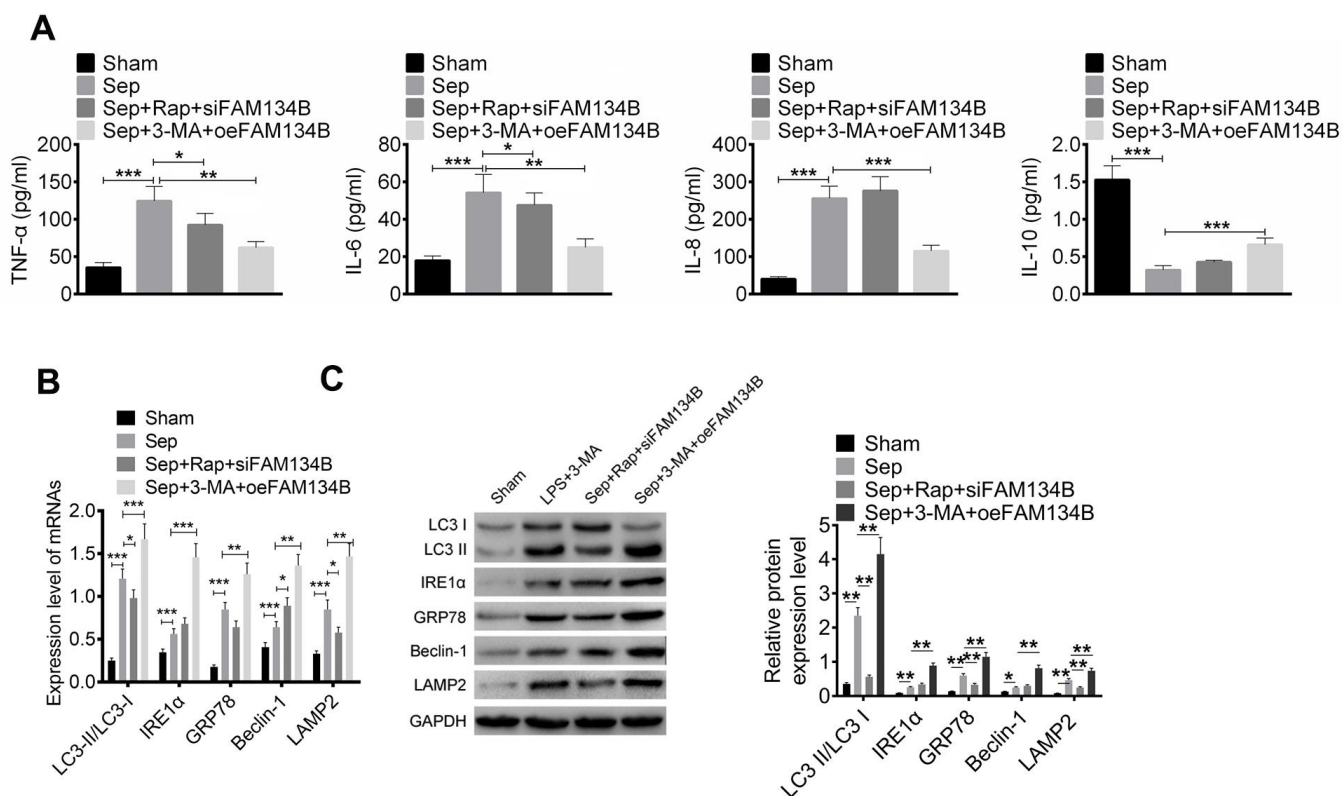 A
Sham
Sep
Sep+Rap+siFAM134B
Sep+3-MA+oeFAM134B
TNF-α (pg/ml)
200
150
100
50
0
***
*
**
Sham
Sep
Sep+Rap+siFAM134B
Sep+3-MA+oeFAM134B
IL-6 (pg/ml)
80
60
40
20
0
***
*
**
Sham
Sep
Sep+Rap+siFAM134B
Sep+3-MA+oeFAM134B
IL-8 (pg/ml)
400
300
200
100
0
***
***
Sham
Sep
Sep+Rap+siFAM134B
Sep+3-MA+oeFAM134B
IL-10 (pg/ml)
2.0
1.5
1.0
0.5
0.0
***
***
B
Sham
Sep
Sep+Rap+siFAM134B
Sep+3-MA+oeFAM134B
Expression level of mRNAs
2.0
1.5
1.0
0.5
0.0
***
*
***
***
***
***
**
***
*
**
***
*
**
LC3-II/LC3-I
IRE1α
GRP78
Beclin-1
LAMP2
C
Sham
LPS+3-MA
Sep+Rap+siFAM134B
Sep+3-MA+oeFAM134B
LC3 I
LC3 II
IRE1α
GRP78
Beclin-1
LAMP2
GAPDH
Sham
Sep
Sep+Rap+siFAM134B
Sep+3-MA+oeFAM134B
Relative protein
expression level
5
4
3
2
1
0
**
**
**
**
**
**
**
**
*
**
**
**
**
LC3 II/LC3 I
IRE1α
GRP78
Beclin-1
LAMP2